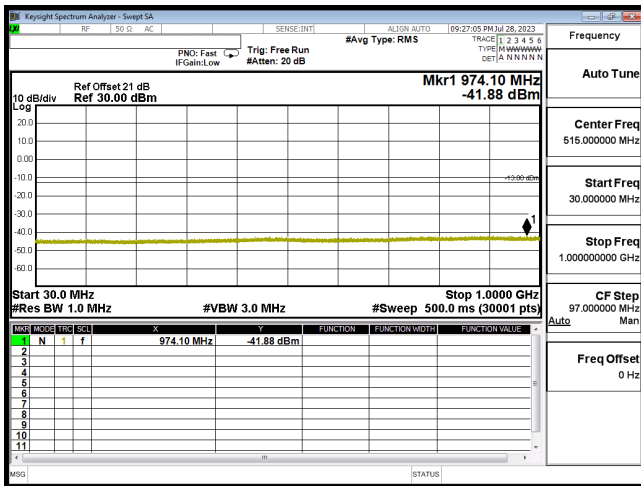 Keysight Spectrum Analyzer - Swept SA
LXI RF 50 Ω AC SENSE:INT ALIGN AUTO 09:27:05 PM Jul 28, 2023
#Avg Type: RMS TRACE 1 2 3 4 5 6
PNO: Fast Trig: Free Run TYPE M W W W W W
IFGain:Low #Atten: 20 dB DET A N N N N N
Mkr1 974.10 MHz
Ref Offset 21 dB
10 dB/div Ref 30.00 dBm -41.88 dBm
Log
20.0
10.0
0.00
-10.0
-13.00 dBm
-20.0
-30.0
1
-40.0
-50.0
-60.0
Start 30.0 MHz Stop 1.0000 GHz
#Res BW 1.0 MHz #VBW 3.0 MHz #Sweep 500.0 ms (30001 pts)
MKR MODE TRC SCL X Y FUNCTION FUNCTION WIDTH FUNCTION VALUE
1 N 1 f 974.10 MHz -41.88 dBm
2
3
4
5
6
7
8
9
10
11
MSG STATUS
Frequency
Auto Tune
Center Freq
515.000000 MHz
Start Freq
30.000000 MHz
Stop Freq
1.000000000 GHz
CF Step
97.000000 MHz
Auto Man
Freq Offset
0 Hz